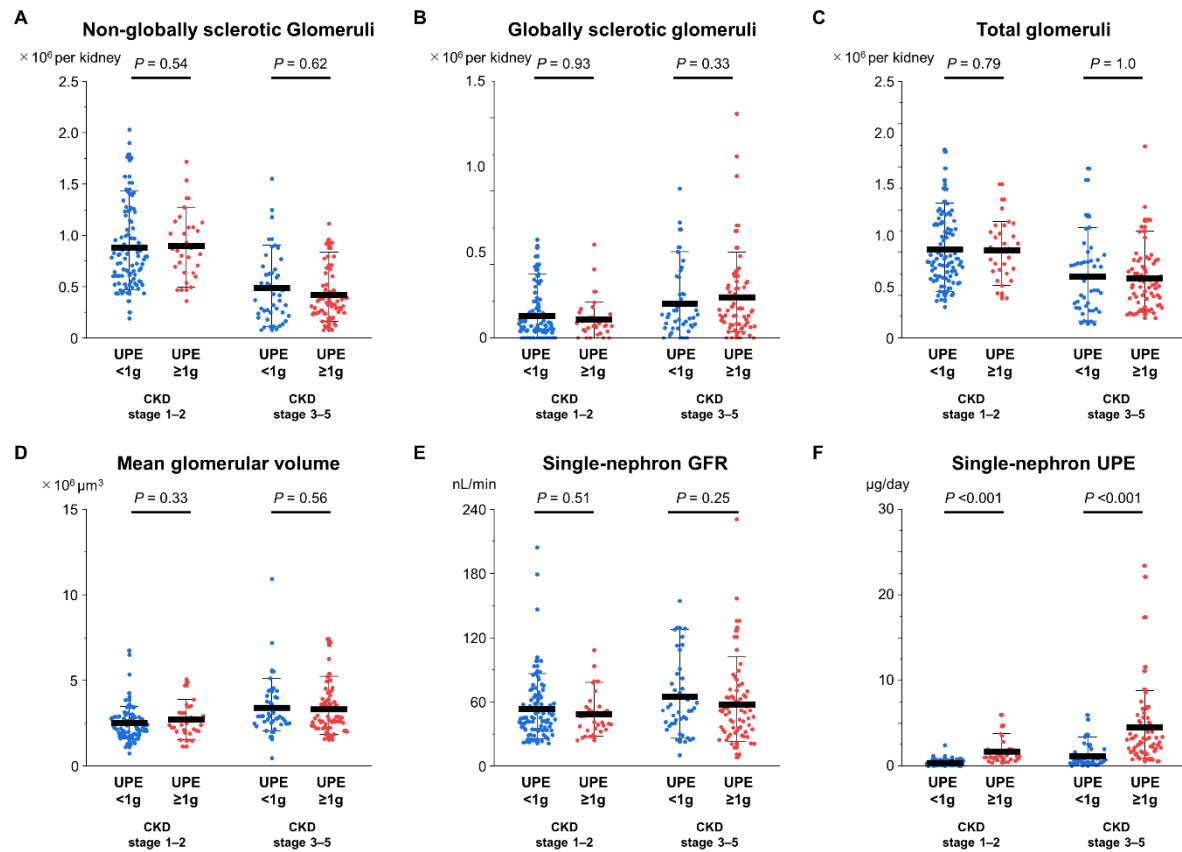 A
Non-globally sclerotic Glomeruli
× 10⁶ per kidney
P = 0.54
P = 0.62
2.5
2.0
1.5
1.0
0.5
0
UPE UPE UPE UPE
<1g ≥1g <1g ≥1g
CKD CKD
stage 1–2 stage 3–5
B
Globally sclerotic glomeruli
× 10⁶ per kidney
P = 0.93
P = 0.33
1.5
1.0
0.5
0
UPE UPE UPE UPE
<1g ≥1g <1g ≥1g
CKD CKD
stage 1–2 stage 3–5
C
Total glomeruli
× 10⁶ per kidney
P = 0.79
P = 1.0
2.5
2.0
1.5
1.0
0.5
0
UPE UPE UPE UPE
<1g ≥1g <1g ≥1g
CKD CKD
stage 1–2 stage 3–5
D
Mean glomerular volume
× 10⁶ μm³
P = 0.33
P = 0.56
15
10
5
0
UPE UPE UPE UPE
<1g ≥1g <1g ≥1g
CKD CKD
stage 1–2 stage 3–5
E
Single-nephron GFR
nL/min
P = 0.51
P = 0.25
240
180
120
60
0
UPE UPE UPE UPE
<1g ≥1g <1g ≥1g
CKD CKD
stage 1–2 stage 3–5
F
Single-nephron UPE
μg/day
P <0.001
P <0.001
30
20
15
10
5
0
UPE UPE UPE UPE
<1g ≥1g <1g ≥1g
CKD CKD
stage 1–2 stage 3–5